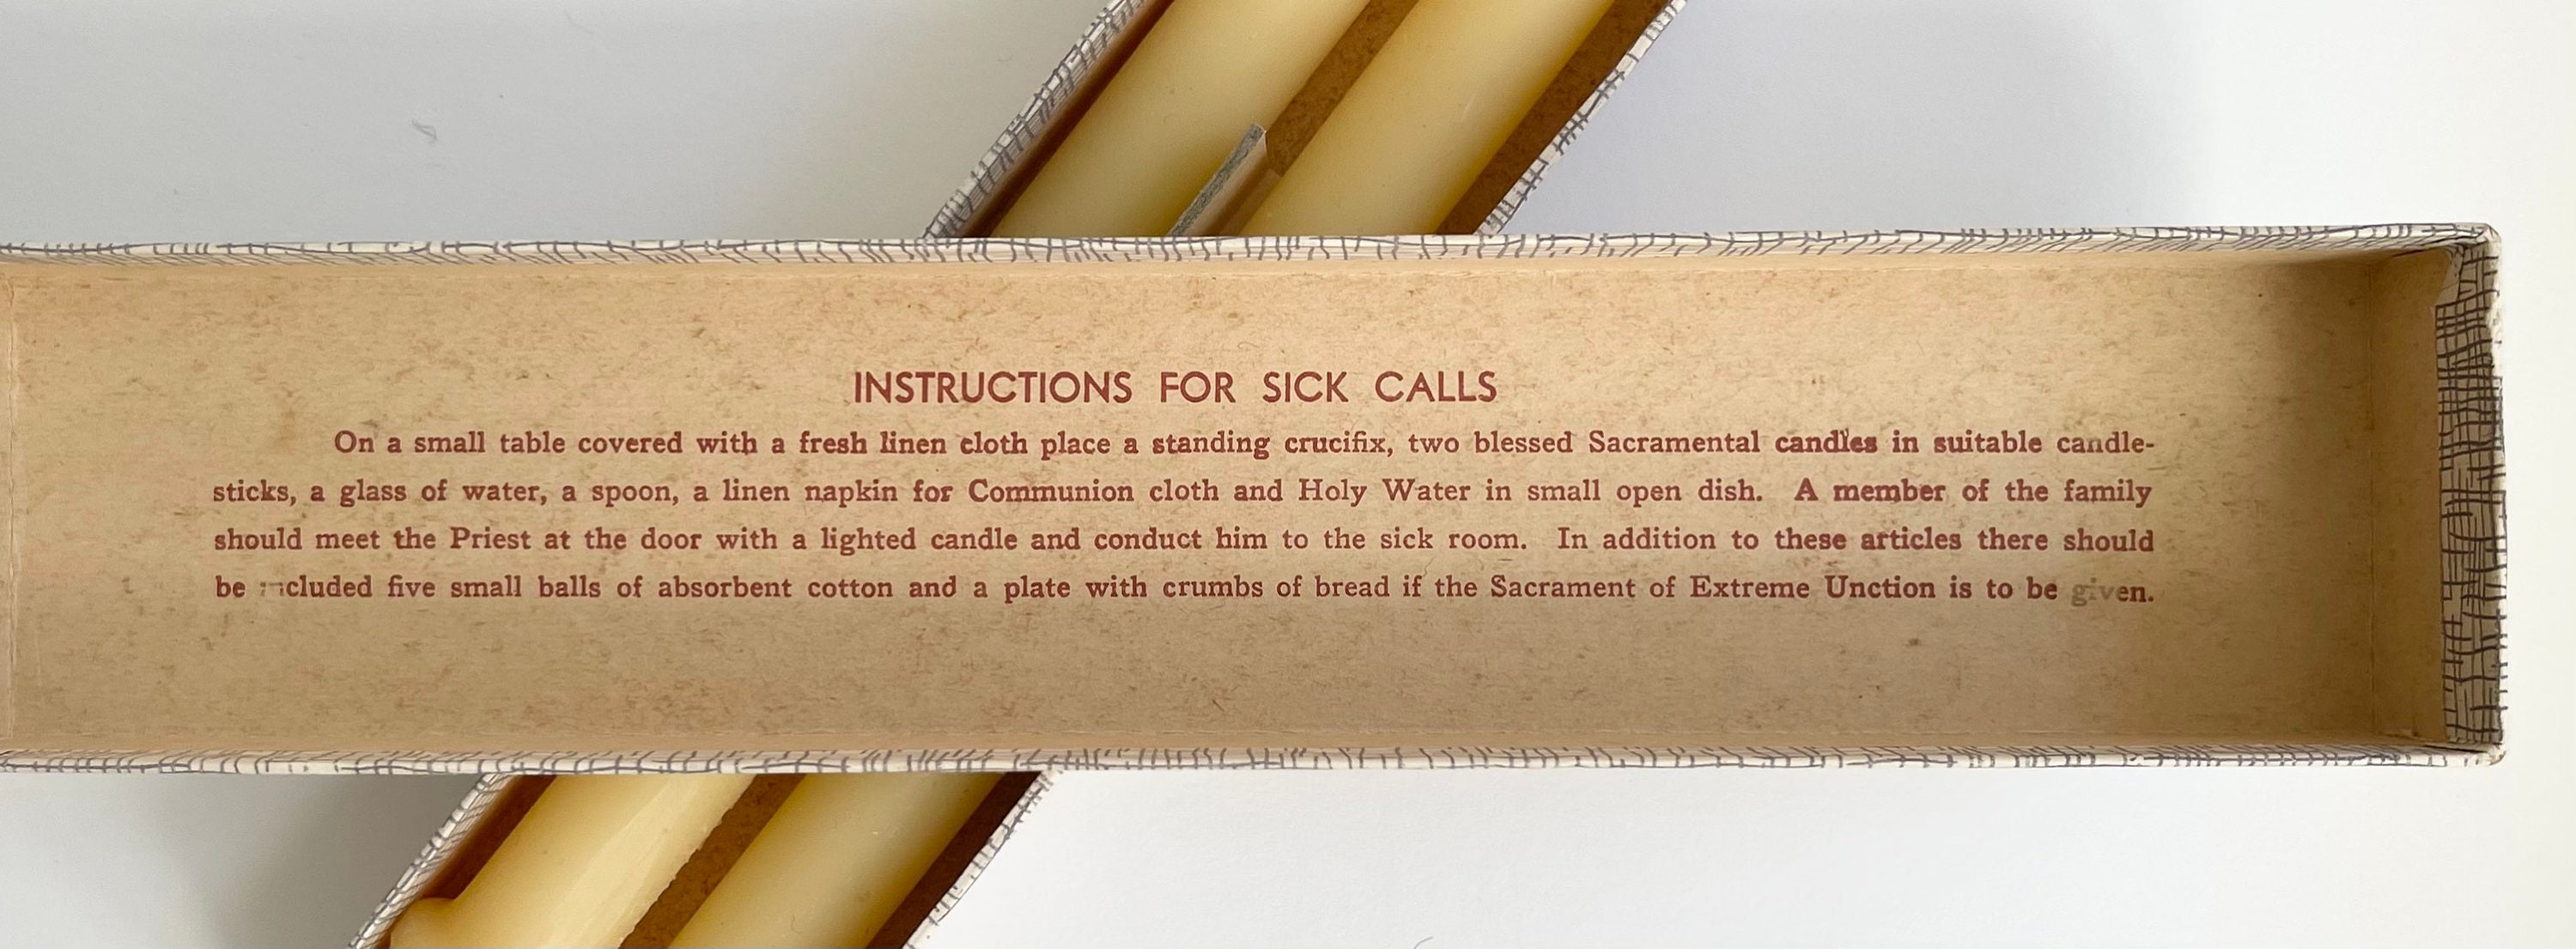 INSTRUCTIONS FOR SICK CALLS
On a small table covered with a fresh linen cloth place a standing crucifix, two blessed Sacramental candles in suitable candle-
sticks, a glass of water, a spoon, a linen napkin for Communion cloth and Holy Water in small open dish. A member of the family
should meet the Priest at the door with a lighted candle and conduct him to the sick room. In addition to these articles there should
be included five small balls of absorbent cotton and a plate with crumbs of bread if the Sacrament of Extreme Unction is to be given.